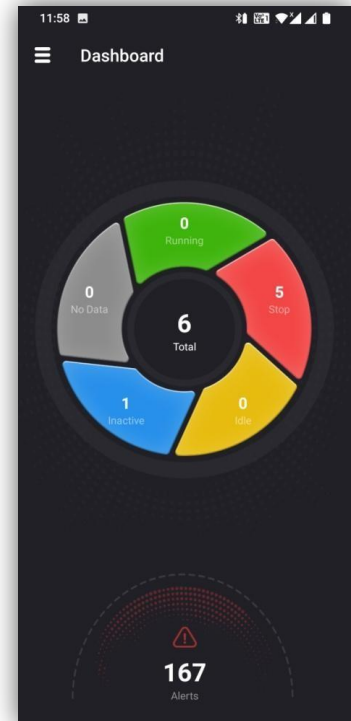 11:58
Dashboard
0
Running
5
Stop
0
No Data
6
Total
1
Inactive
0
Idle
167
Alerts